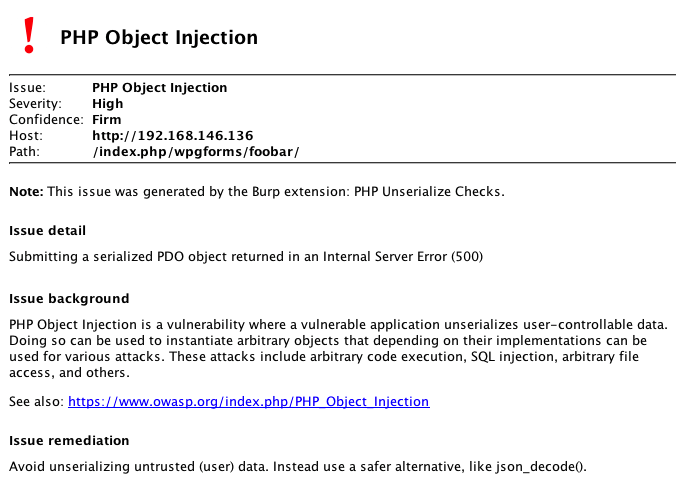 PHP Object Injection
Issue: PHP Object Injection
Severity: High
Confidence: Firm
Host: http://192.168.146.136
Path: /index.php/wpgforms/foobar/
Note: This issue was generated by the Burp extension: PHP Unserialize Checks.
Issue detail
Submitting a serialized PDO object returned in an Internal Server Error (500)
Issue background
PHP Object Injection is a vulnerability where a vulnerable application unserializes user-controllable data.
Doing so can be used to instantiate arbitrary objects that depending on their implementations can be
used for various attacks. These attacks include arbitrary code execution, SQL injection, arbitrary file
access, and others.
See also: https://www.owasp.org/index.php/PHP_Object_Injection
Issue remediation
Avoid unserializing untrusted (user) data. Instead use a safer alternative, like json_decode().